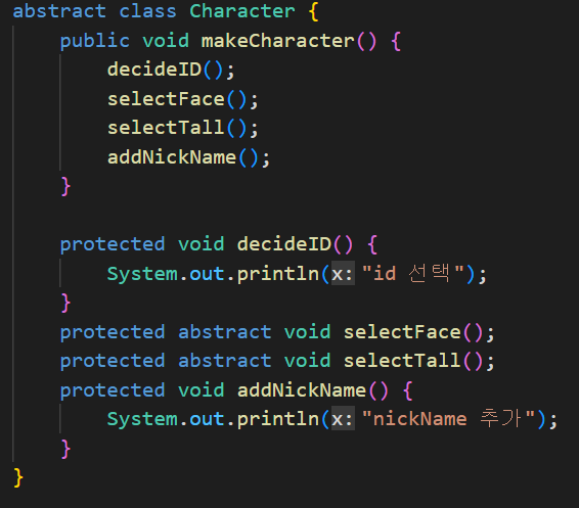 abstract class Character {
    public void makeCharacter() {
        decideID();
        selectFace();
        selectTall();
        addNickName();
    }

    protected void decideID() {
        System.out.println(x:"id 선택");
    }
    protected abstract void selectFace();
    protected abstract void selectTall();
    protected void addNickName() {
        System.out.println(x:"nickName 추가");
    }
}